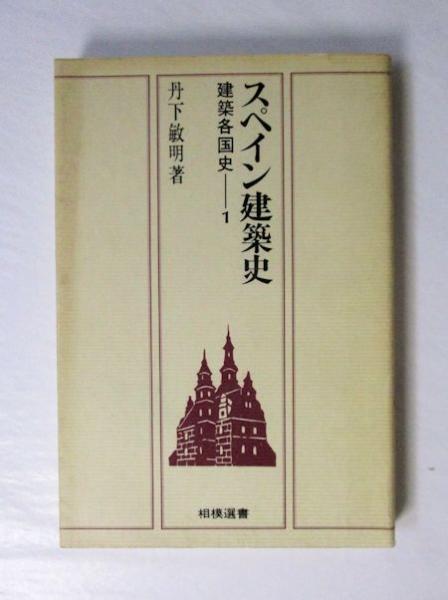 スペイン建築史
建築各国史——1
丹下敏明著
相模選書